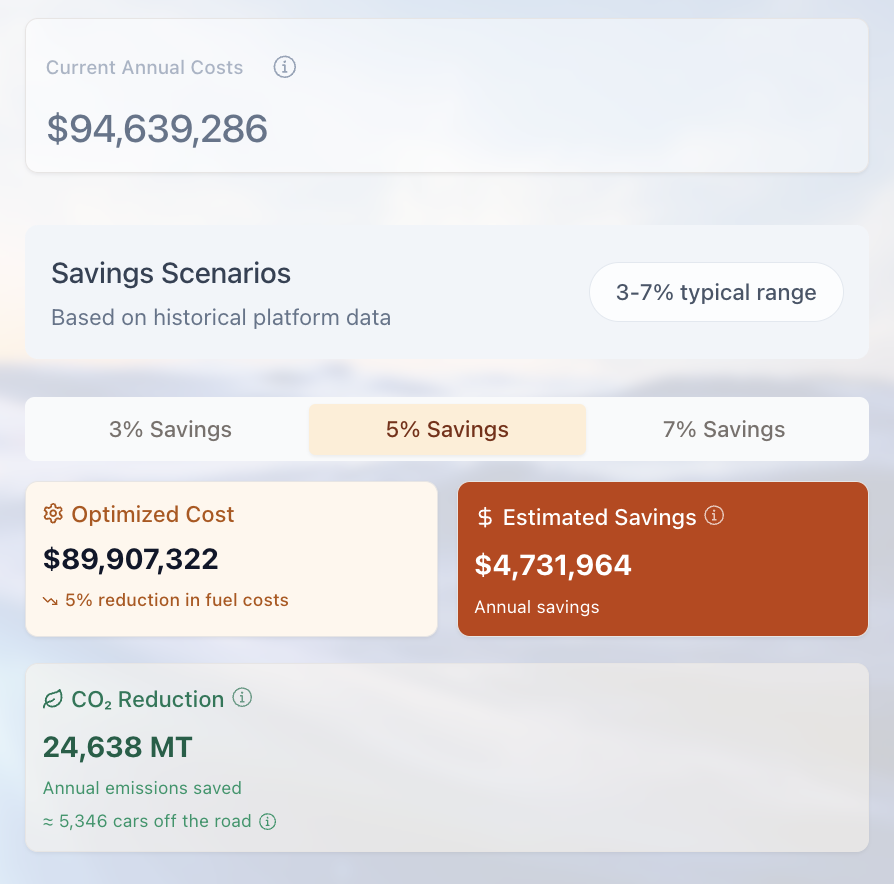 Current Annual Costs
$94,639,286
Savings Scenarios
Based on historical platform data
3-7% typical range
3% Savings
5% Savings
7% Savings
Optimized Cost
$89,907,322
5% reduction in fuel costs
$ Estimated Savings
$4,731,964
Annual savings
CO₂ Reduction
24,638 MT
Annual emissions saved
≈ 5,346 cars off the road